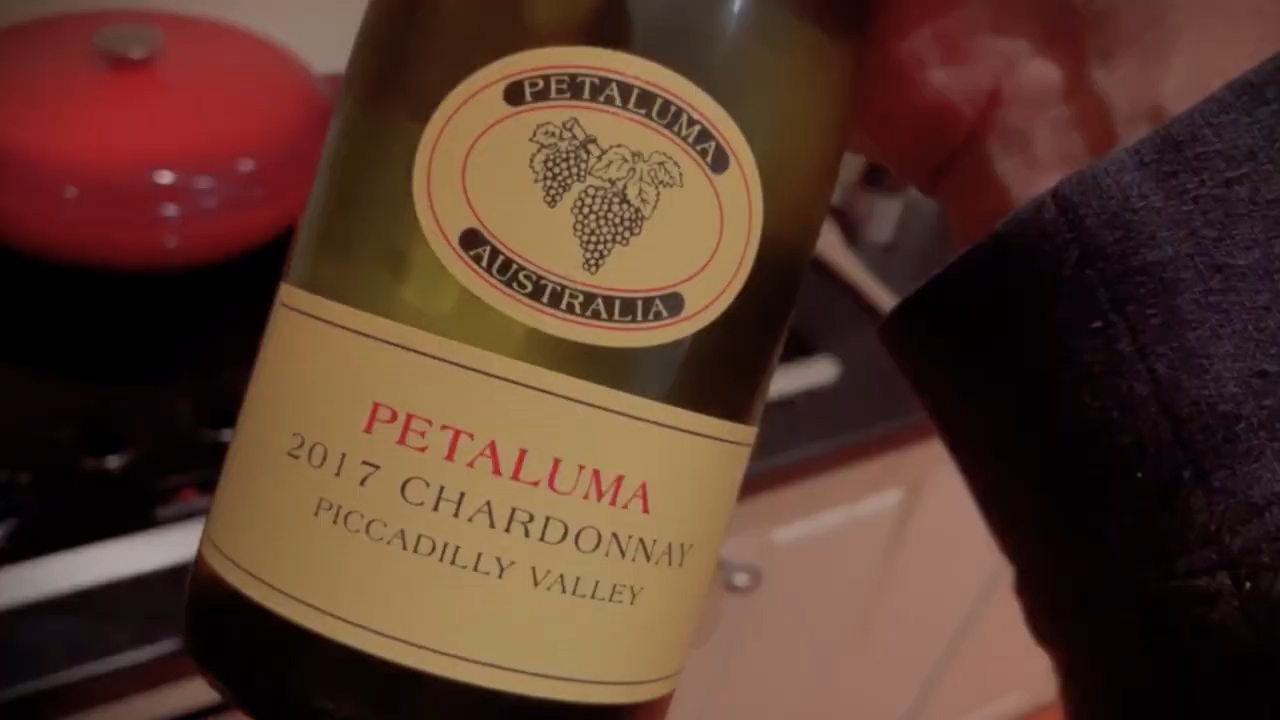 PETALUMA
AUSTRALIA
PETALUMA
2017 CHARDONNAY
PICCADILLY VALLEY